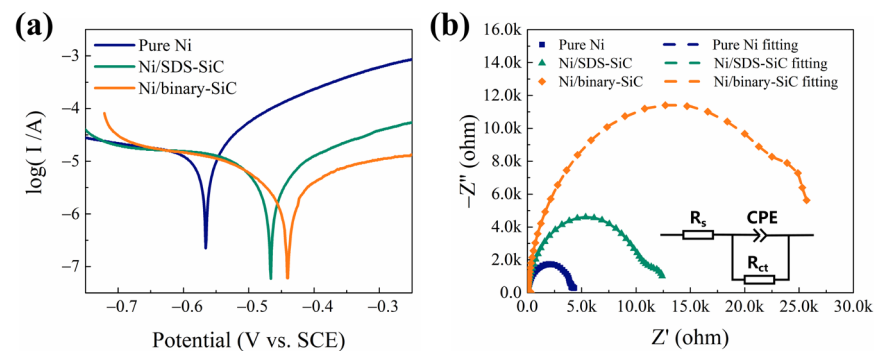 (a)
Pure Ni
Ni/SDS-SiC
Ni/binary-SiC
log( I /A)
−3
−4
−5
−6
−7
−0.7 −0.6 −0.5 −0.4 −0.3
Potential (V vs. SCE)
(b)
Pure Ni
Ni/SDS-SiC
Ni/binary-SiC
Pure Ni fitting
Ni/SDS-SiC fitting
Ni/binary-SiC fitting
−Z'' (ohm)
16.0k
14.0k
12.0k
10.0k
8.0k
6.0k
4.0k
2.0k
0.0
0.0 5.0k 10.0k 15.0k 20.0k 25.0k 30.0k
Z' (ohm)
Rs
CPE
Rct